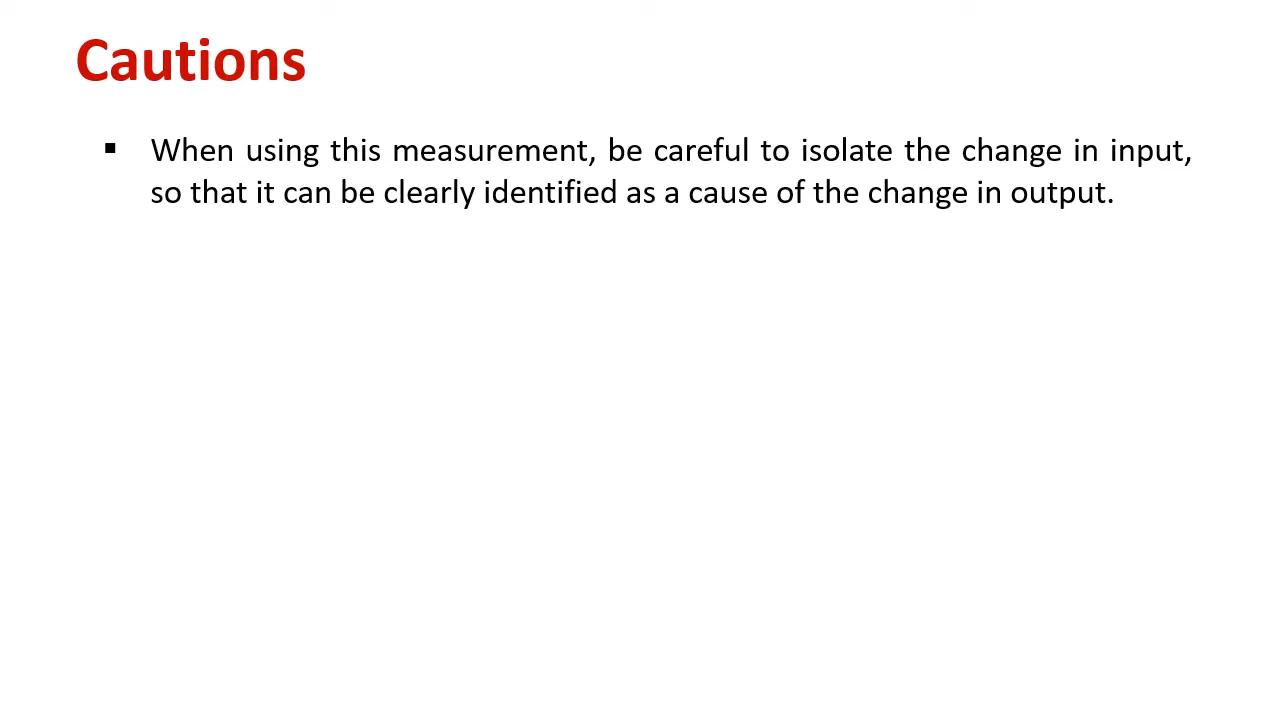 Cautions
▪ When using this measurement, be careful to isolate the change in input,
so that it can be clearly identified as a cause of the change in output.